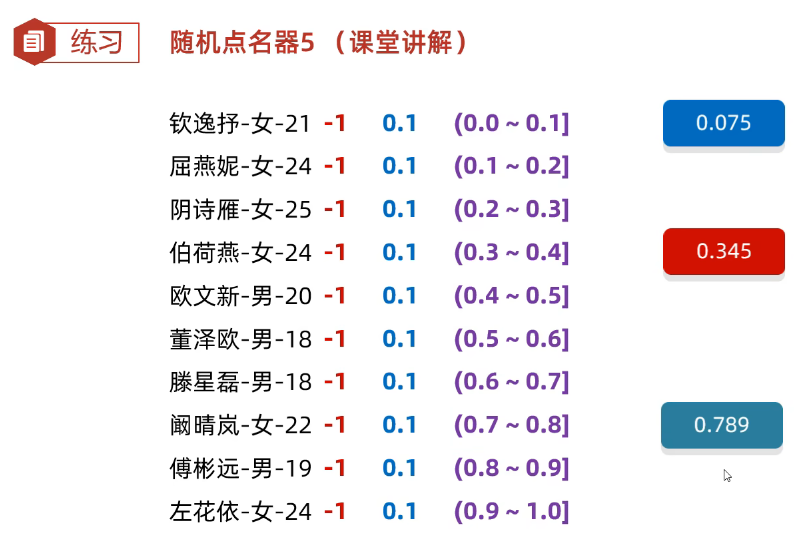 练习 随机点名器5 （课堂讲解）
钦逸抒-女-21 -1 0.1 (0.0 ~ 0.1] 0.075
屈燕妮-女-24 -1 0.1 (0.1 ~ 0.2]
阴诗雁-女-25 -1 0.1 (0.2 ~ 0.3]
伯荷燕-女-24 -1 0.1 (0.3 ~ 0.4] 0.345
欧文新-男-20 -1 0.1 (0.4 ~ 0.5]
董泽欧-男-18 -1 0.1 (0.5 ~ 0.6]
滕星磊-男-18 -1 0.1 (0.6 ~ 0.7]
阚晴岚-女-22 -1 0.1 (0.7 ~ 0.8] 0.789
傅彬远-男-19 -1 0.1 (0.8 ~ 0.9]
左花依-女-24 -1 0.1 (0.9 ~ 1.0]